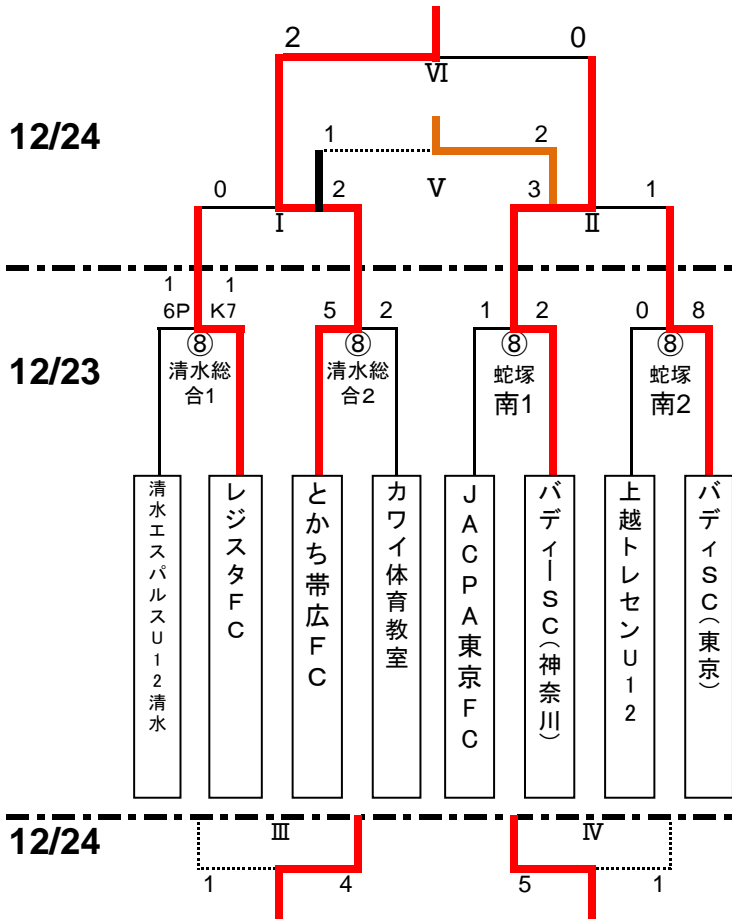 2 0
Ⅵ
12/24
1 2
Ⅴ
0 2 3 1
Ⅰ Ⅱ
1 1
6P K7 5 2 1 2 0 8
⑧ ⑧ ⑧ ⑧
12/23
清水総
合1
清水総
合2
蛇塚
南1
蛇塚
南2
清水エスパルスU12清水
レジスタFC
とかち帯広FC
カワイ体育教室
JACPA東京FC
バディーSC(神奈川)
上越トレセンU12
バディSC(東京)
12/24
Ⅲ Ⅳ
1 4 5 1